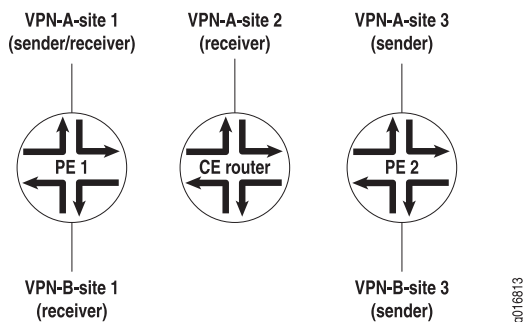 VPN-A-site 1
(sender/receiver)
VPN-A-site 2
(receiver)
VPN-A-site 3
(sender)
PE 1
CE router
PE 2
VPN-B-site 1
(receiver)
VPN-B-site 3
(sender)
g016813